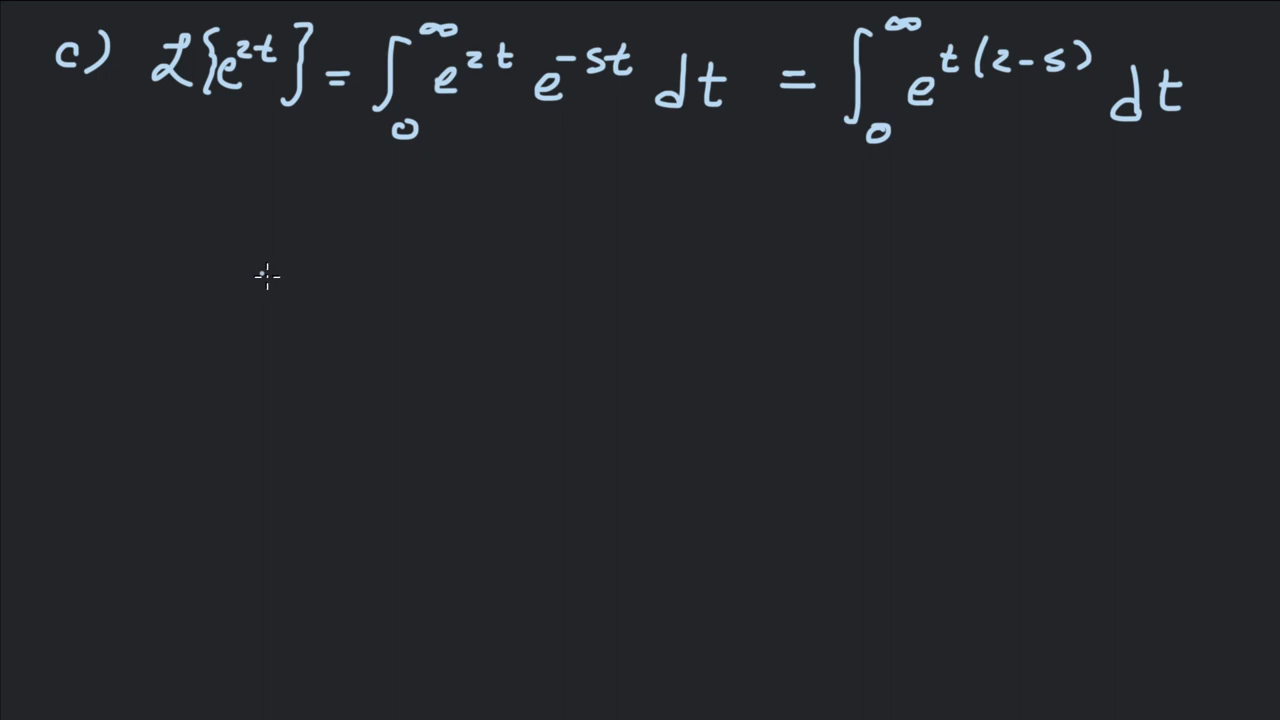 c) ℒ{e^{2t}} = ∫_0^∞ e^{2t} e^{-st} dt = ∫_0^∞ e^{t(2-s)} dt